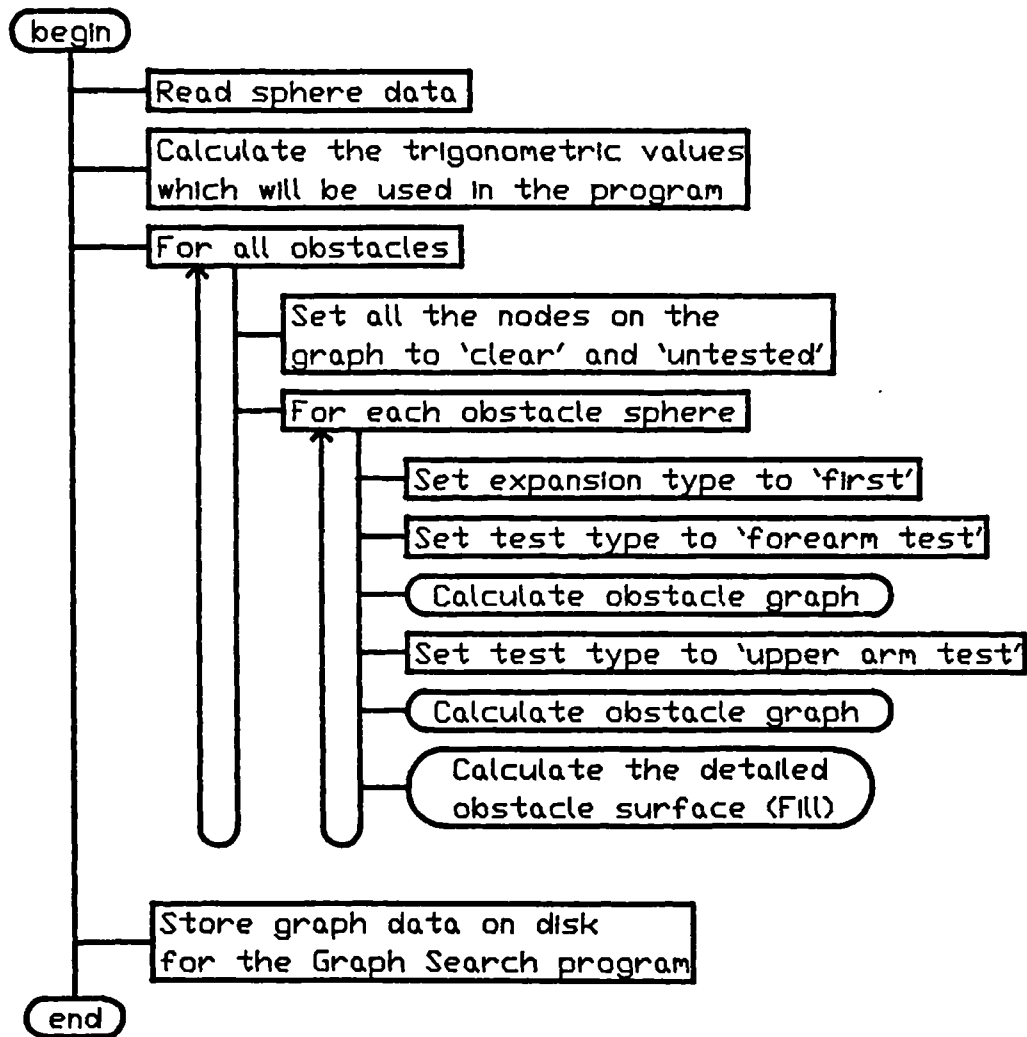 begin
Read sphere data
Calculate the trigonometric values
which will be used in the program
For all obstacles
Set all the nodes on the
graph to 'clear' and 'untested'
For each obstacle sphere
Set expansion type to 'first'
Set test type to 'forearm test'
Calculate obstacle graph
Set test type to 'upper arm test'
Calculate obstacle graph
Calculate the detailed
obstacle surface (Fill)
Store graph data on disk
for the Graph Search program
end